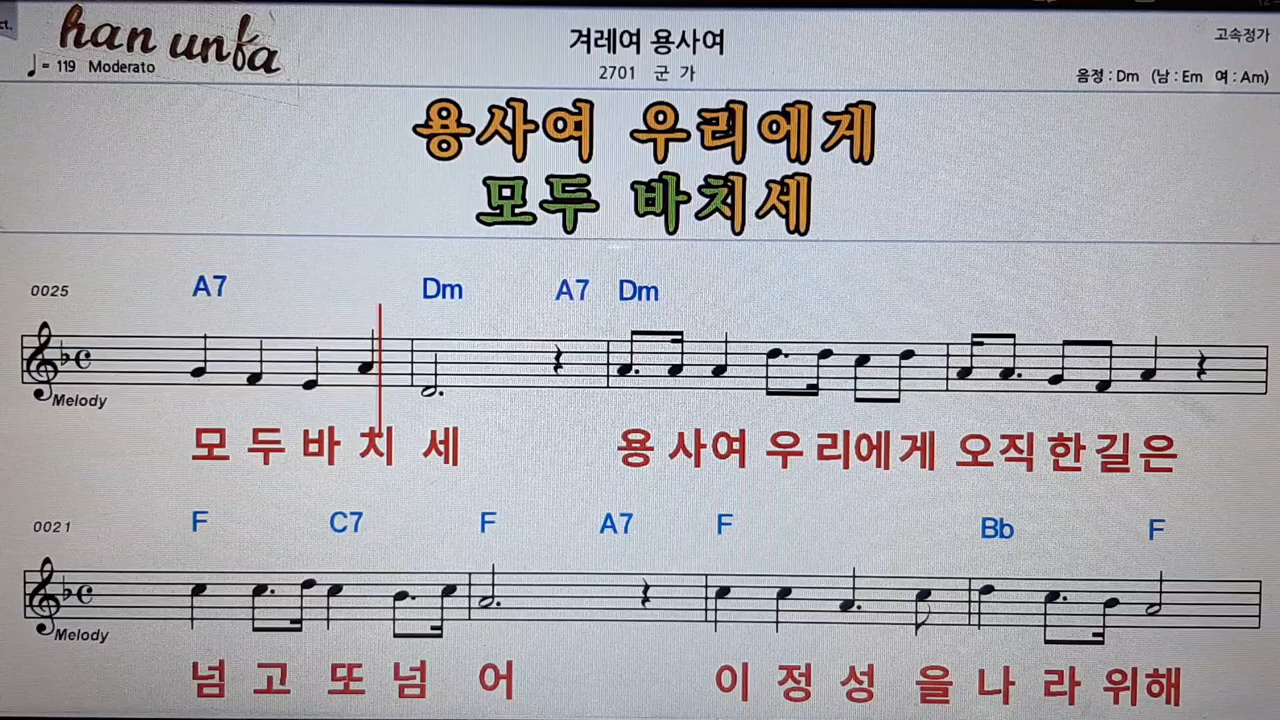 ct.
han unfa
♩= 119 Moderato
겨레여 용사여
2701 군 가
고속정가
음정 : Dm (남 : Em 여 : Am)
용사여 우리에게
모두 바치세
0025
A7 Dm A7 Dm
Melody
모 두 바 치 세 용 사여 우 리에게 오직한길은
0021
F C7 F A7 F Bb F
Melody
넘 고 또 넘 어 이 정 성 을 나 라 위해